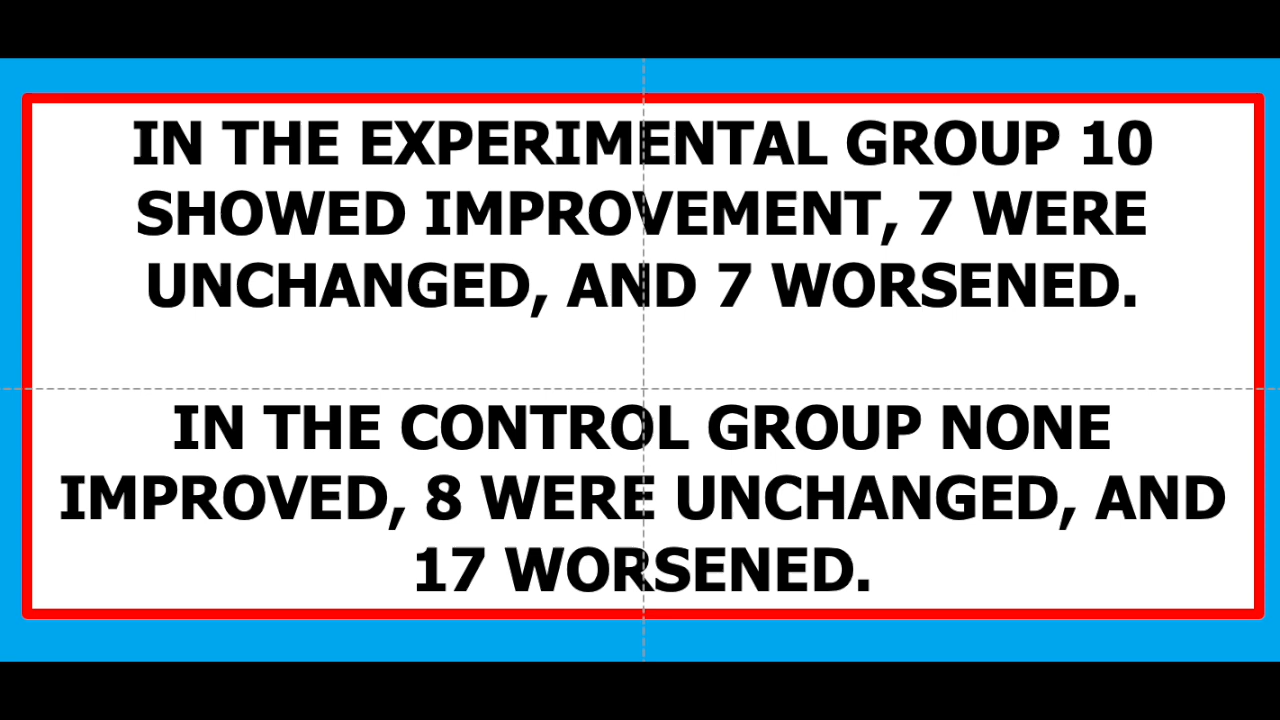 IN THE EXPERIMENTAL GROUP 10
SHOWED IMPROVEMENT, 7 WERE
UNCHANGED, AND 7 WORSENED.
IN THE CONTROL GROUP NONE
IMPROVED, 8 WERE UNCHANGED, AND
17 WORSENED.